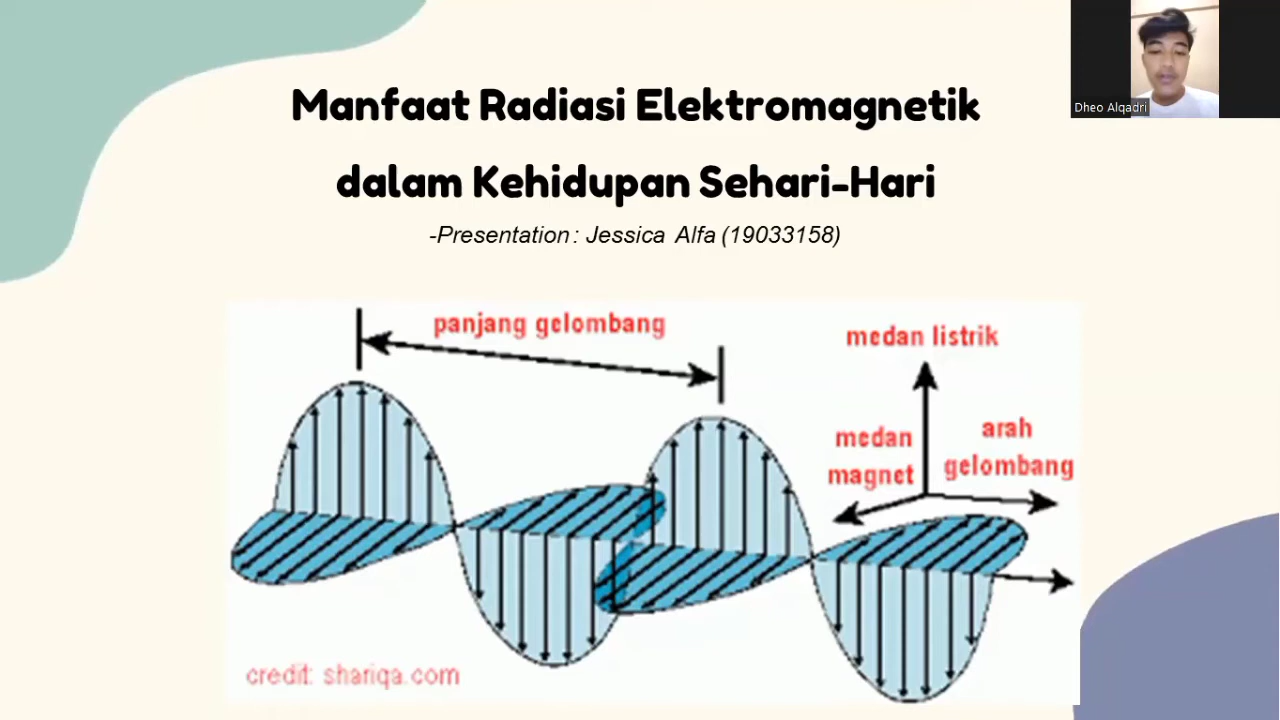 Manfaat Radiasi Elektromagnetik
dalam Kehidupan Sehari-Hari
-Presentation : Jessica Alfa (19033158)
Dheo Alqadri
panjang gelombang
medan listrik
medan
magnet
arah
gelombang
credit: shariqa.com